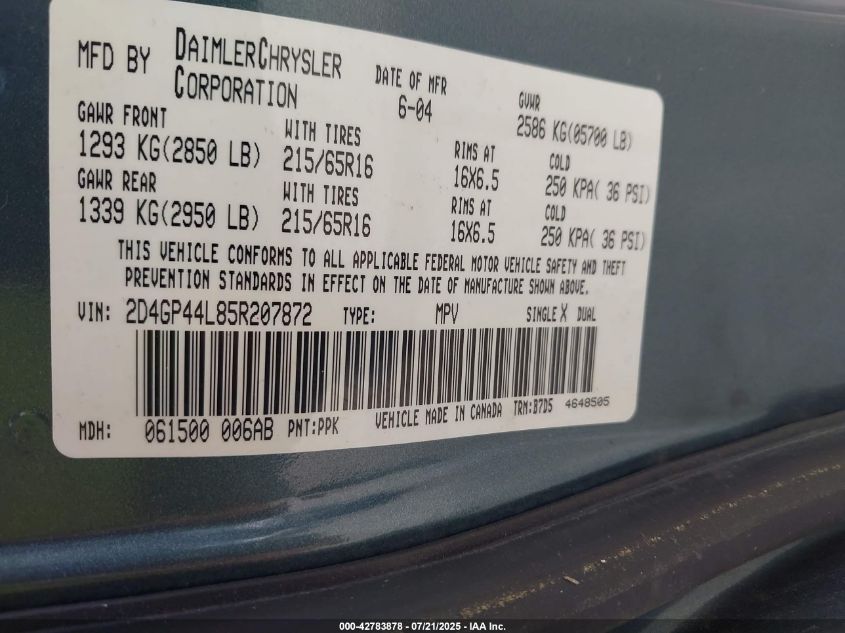 MFD BY DAIMLERCHRYSLER CORPORATION
DATE OF MFR 6-04
GVWR 2586 KG(05700 LB)
GAWR FRONT WITH TIRES RIMS AT COLD
1293 KG(2850 LB) 215/65R16 16X6.5 250 KPA( 36 PSI)
GAWR REAR WITH TIRES RIMS AT COLD
1339 KG(2950 LB) 215/65R16 16X6.5 250 KPA( 36 PSI)
THIS VEHICLE CONFORMS TO ALL APPLICABLE FEDERAL MOTOR VEHICLE SAFETY AND THEFT
PREVENTION STANDARDS IN EFFECT ON THE DATE OF MANUFACTURE SHOWN ABOVE.
VIN: 2D4GP44L85R207872 TYPE: MPV SINGLE X DUAL
MDH: 061500 006AB PNT:PPK VEHICLE MADE IN CANADA TRM:B7D5 4648505
000-42783878 - 07/21/2025 - IAA Inc.